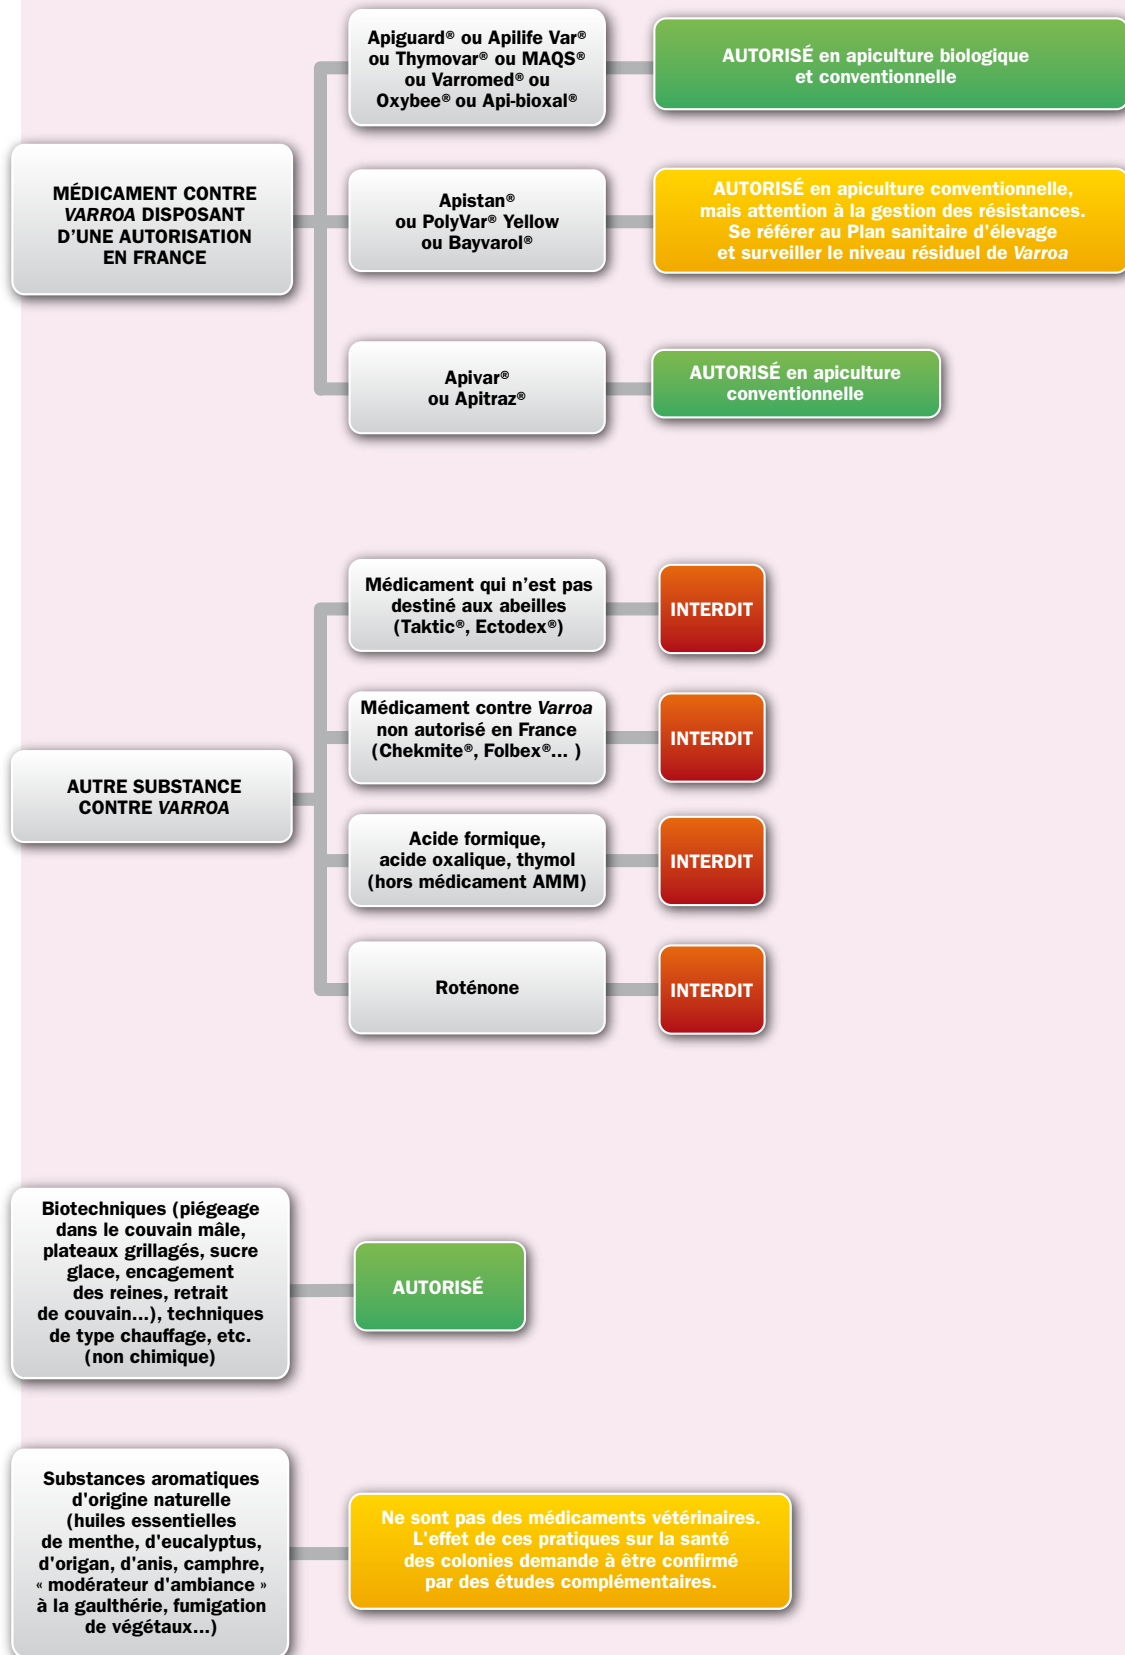 MÉDICAMENT CONTRE
VARROA DISPOSANT
D’UNE AUTORISATION
EN FRANCE
Apiguard® ou Apilife Var®
ou Thymovar® ou MAQS®
ou Varromed® ou
Oxybee® ou Api-bioxal®
AUTORISÉ en apiculture biologique
et conventionnelle
Apistan®
ou PolyVar® Yellow
ou Bayvarol®
AUTORISÉ en apiculture conventionnelle,
mais attention à la gestion des résistances.
Se référer au Plan sanitaire d'élevage
et surveiller le niveau résiduel de Varroa
Apivar®
ou Apitraz®
AUTORISÉ en apiculture
conventionnelle
AUTRE SUBSTANCE
CONTRE VARROA
Médicament qui n’est pas
destiné aux abeilles
(Taktic®, Ectodex®)
INTERDIT
Médicament contre Varroa
non autorisé en France
(Chekmite®, Folbex®... )
INTERDIT
Acide formique,
acide oxalique, thymol
(hors médicament AMM)
INTERDIT
Roténone
INTERDIT
Biotechniques (piégeage
dans le couvain mâle,
plateaux grillagés, sucre
glace, encagement
des reines, retrait
de couvain...), techniques
de type chauffage, etc.
(non chimique)
AUTORISÉ
Substances aromatiques
d'origine naturelle
(huiles essentielles
de menthe, d'eucalyptus,
d'origan, d'anis, camphre,
« modérateur d'ambiance »
à la gaulthérie, fumigation
de végétaux...)
Ne sont pas des médicaments vétérinaires.
L'effet de ces pratiques sur la santé
des colonies demande à être confirmé
par des études complémentaires.